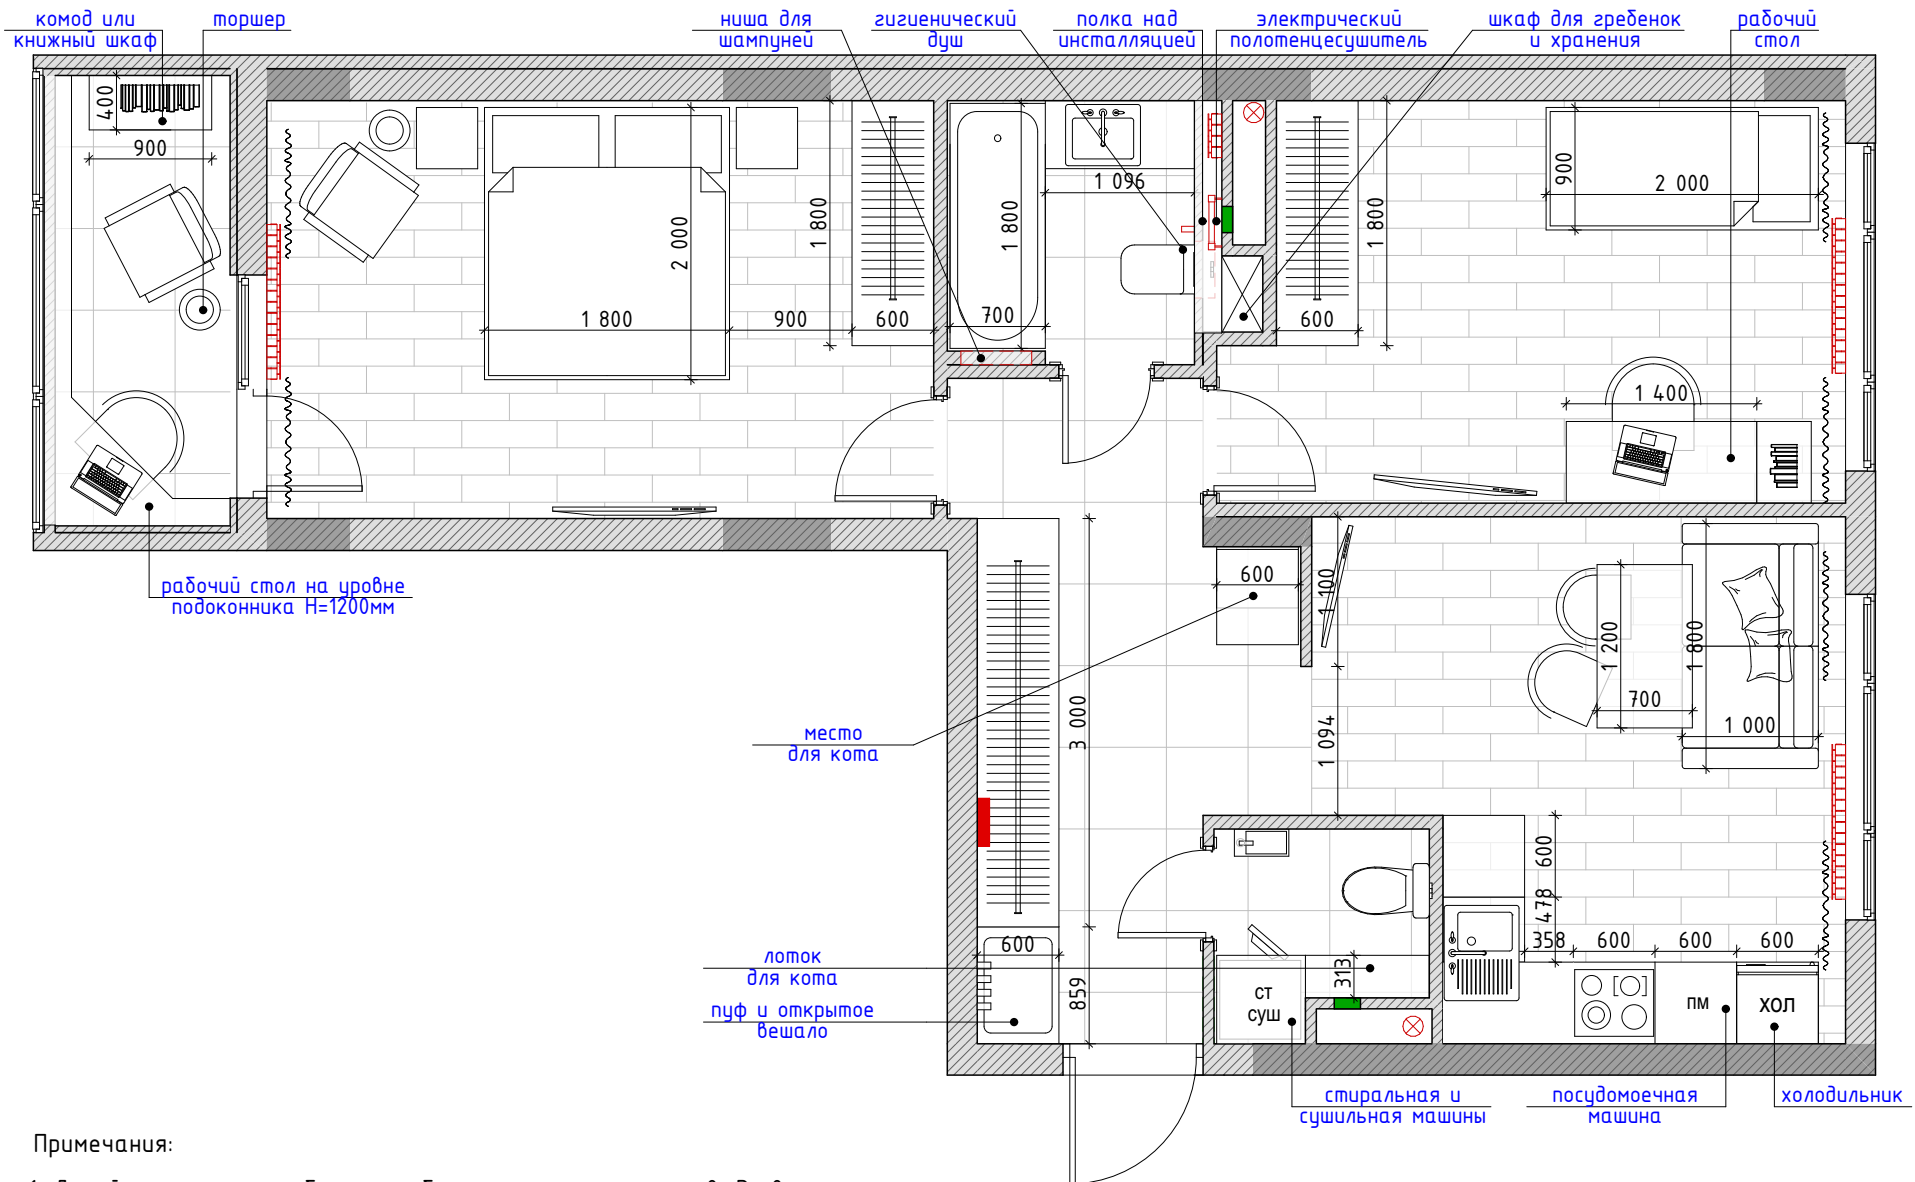 комод или
книжный шкаф
торшер
ниша для
шампуней
гигиенический
душ
полка над
инсталляцией
электрический
полотенцесушитель
шкаф для гребенок
и хранения
рабочий
стол
400
900
1 800
2 000
900
600
1 800
1 800
700
1 096
600
1 800
900
2 000
1 400
рабочий стол на уровне
подоконника H=1200мм
место
для кота
лоток
для кота
пуф и открытое
вешало
3 000
600
859
600
1 100
1 094
1 200
700
1 800
1 000
600
478
358
600
600
600
313
ст
суш
пм
хол
стиральная и
сушильная машины
посудомоечная
машина
холодильник
Примечания: